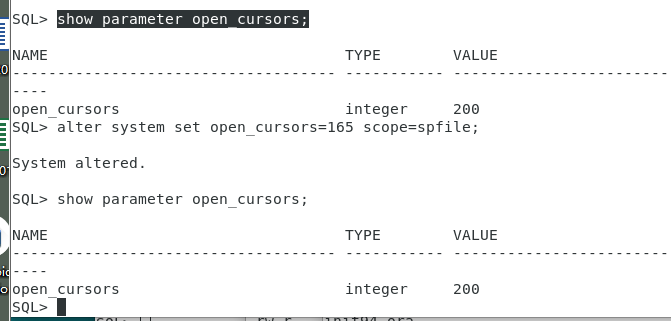 SQL> show parameter open_cursors;
NAME                                 TYPE        VALUE
------------------------------------ ----------- ------------------------
----
open_cursors                         integer     200
SQL> alter system set open_cursors=165 scope=spfile;
System altered.
SQL> show parameter open_cursors;
NAME                                 TYPE        VALUE
------------------------------------ ----------- ------------------------
----
open_cursors                         integer     200
SQL>